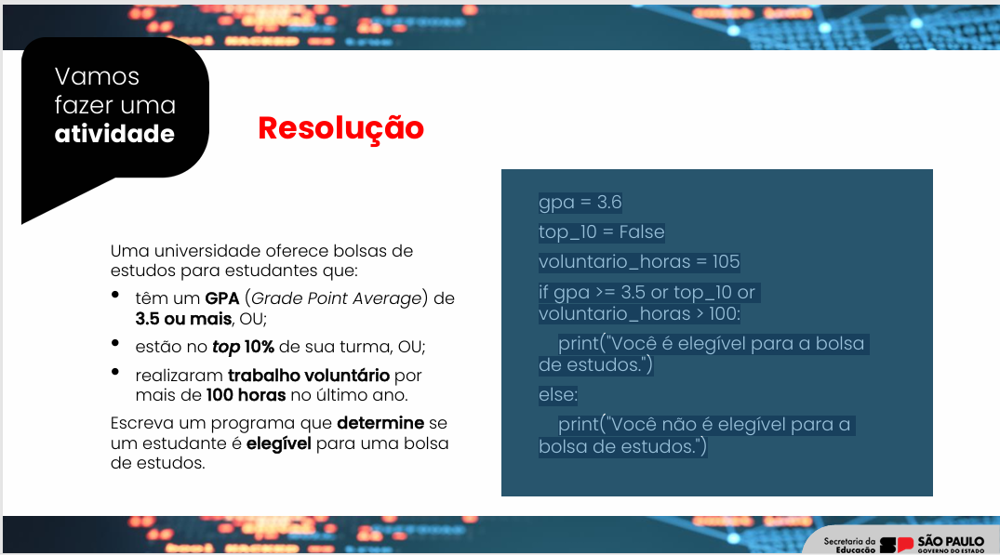 Vamos
fazer uma
atividade
Resolução
Uma universidade oferece bolsas de
estudos para estudantes que:
• têm um GPA (Grade Point Average) de
3.5 ou mais, OU;
• estão no top 10% de sua turma, OU;
• realizaram trabalho voluntário por
mais de 100 horas no último ano.
Escreva um programa que determine se
um estudante é elegível para uma bolsa
de estudos.
gpa = 3.6
top_10 = False
voluntario_horas = 105
if gpa >= 3.5 or top_10 or
voluntario_horas > 100:
print("Você é elegível para a bolsa
de estudos.")
else:
print("Você não é elegível para a
bolsa de estudos.")
Secretaria da
Educação
SÃO PAULO
GOVERNO DO ESTADO